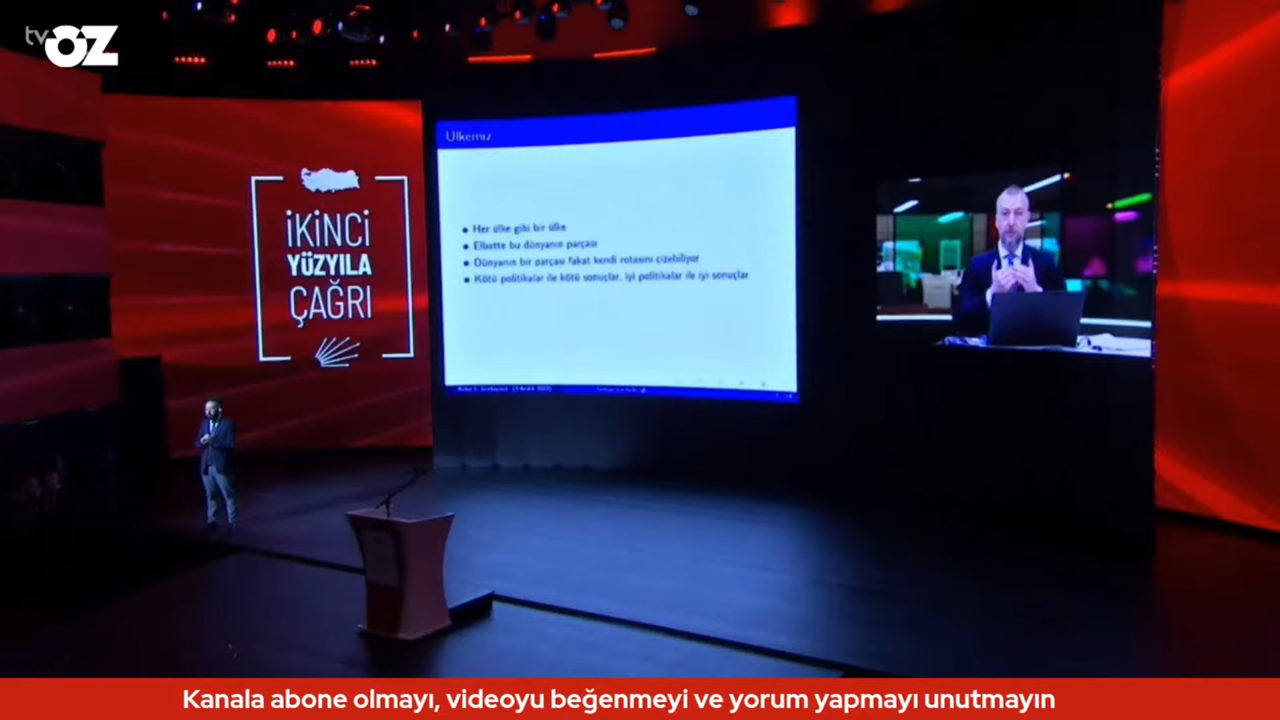 tv
OZ
İKİNCİ
YÜZYILA
ÇAĞRI
Ülkemiz
Her ülke gibi bir ülke
Elbette bu dünyanın parçası
Dünyanın bir parçası fakat kendi rotasını çizebiliyor
Kötü politikalar ile kötü sonuçlar, iyi politikalar ile iyi sonuçlar
Kanala abone olmayı, videoyu beğenmeyi ve yorum yapmayı unutmayın